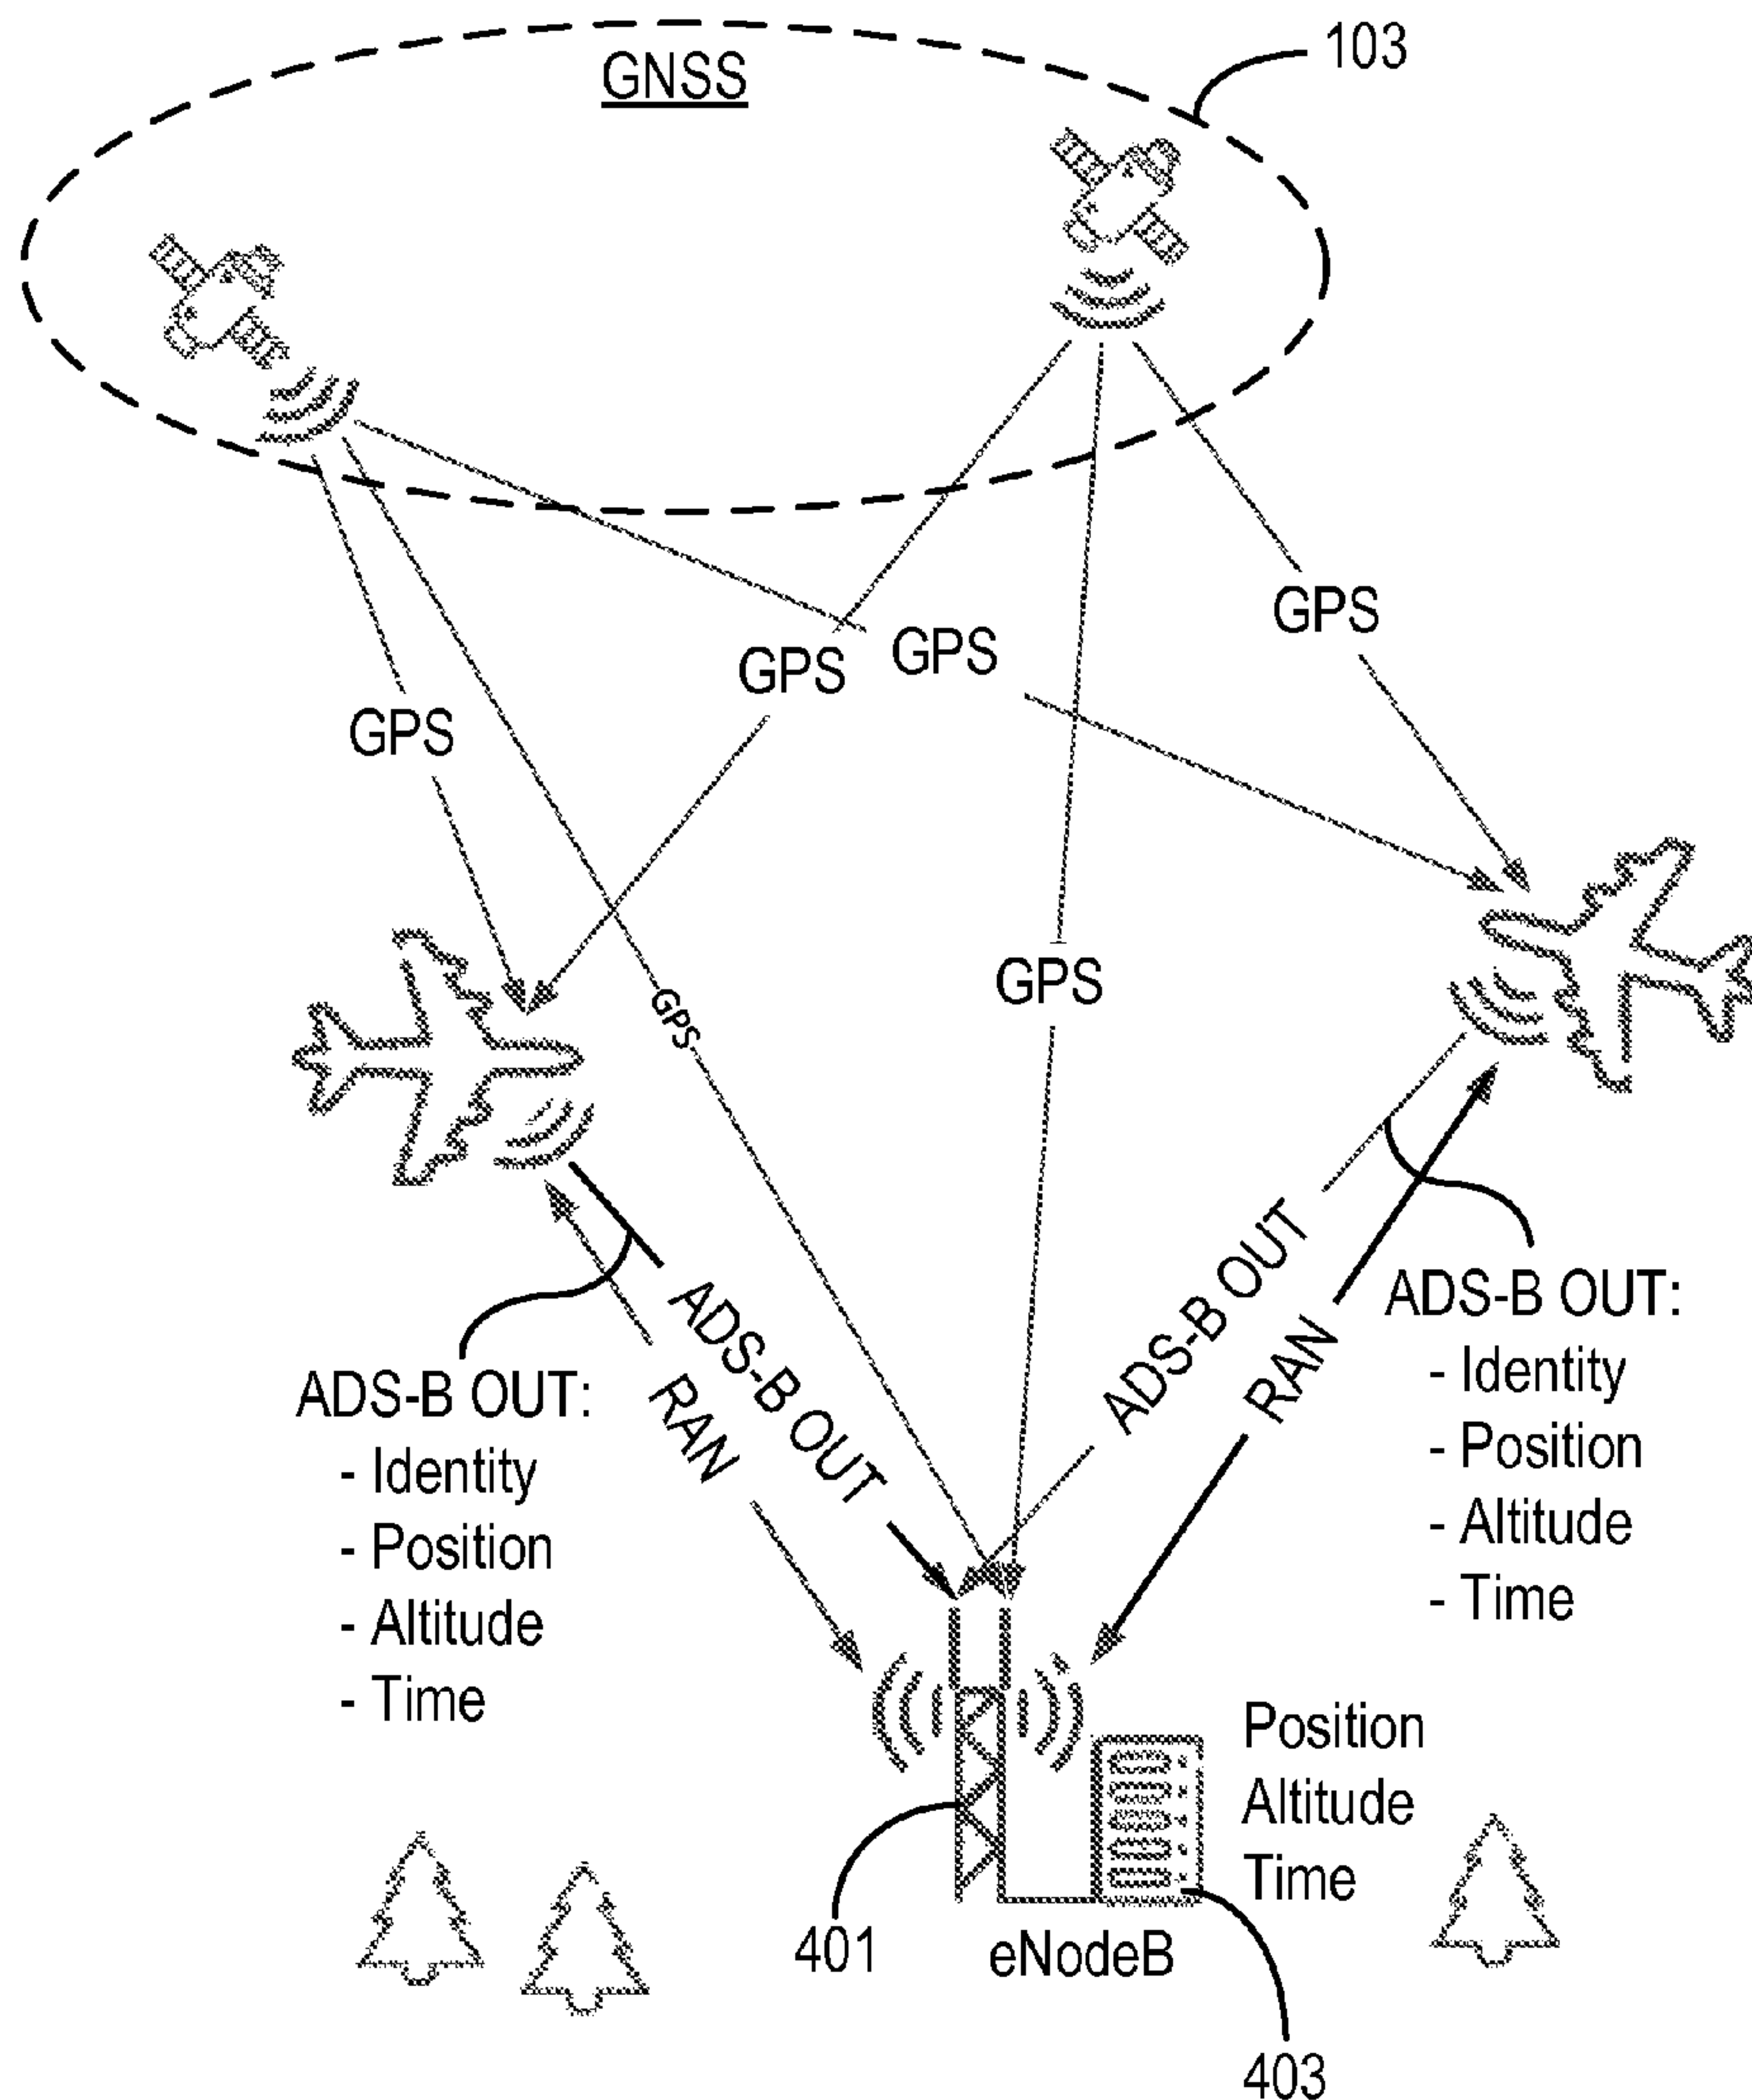 103
GNSS
GPS
GPS
GPS
GPS
GPS
GPS
ADS-B OUT
RAN
ADS-B OUT
RAN
ADS-B OUT:
- Identity
- Position
- Altitude
- Time
ADS-B OUT:
- Identity
- Position
- Altitude
- Time
Position
Altitude
Time
401
eNodeB
403